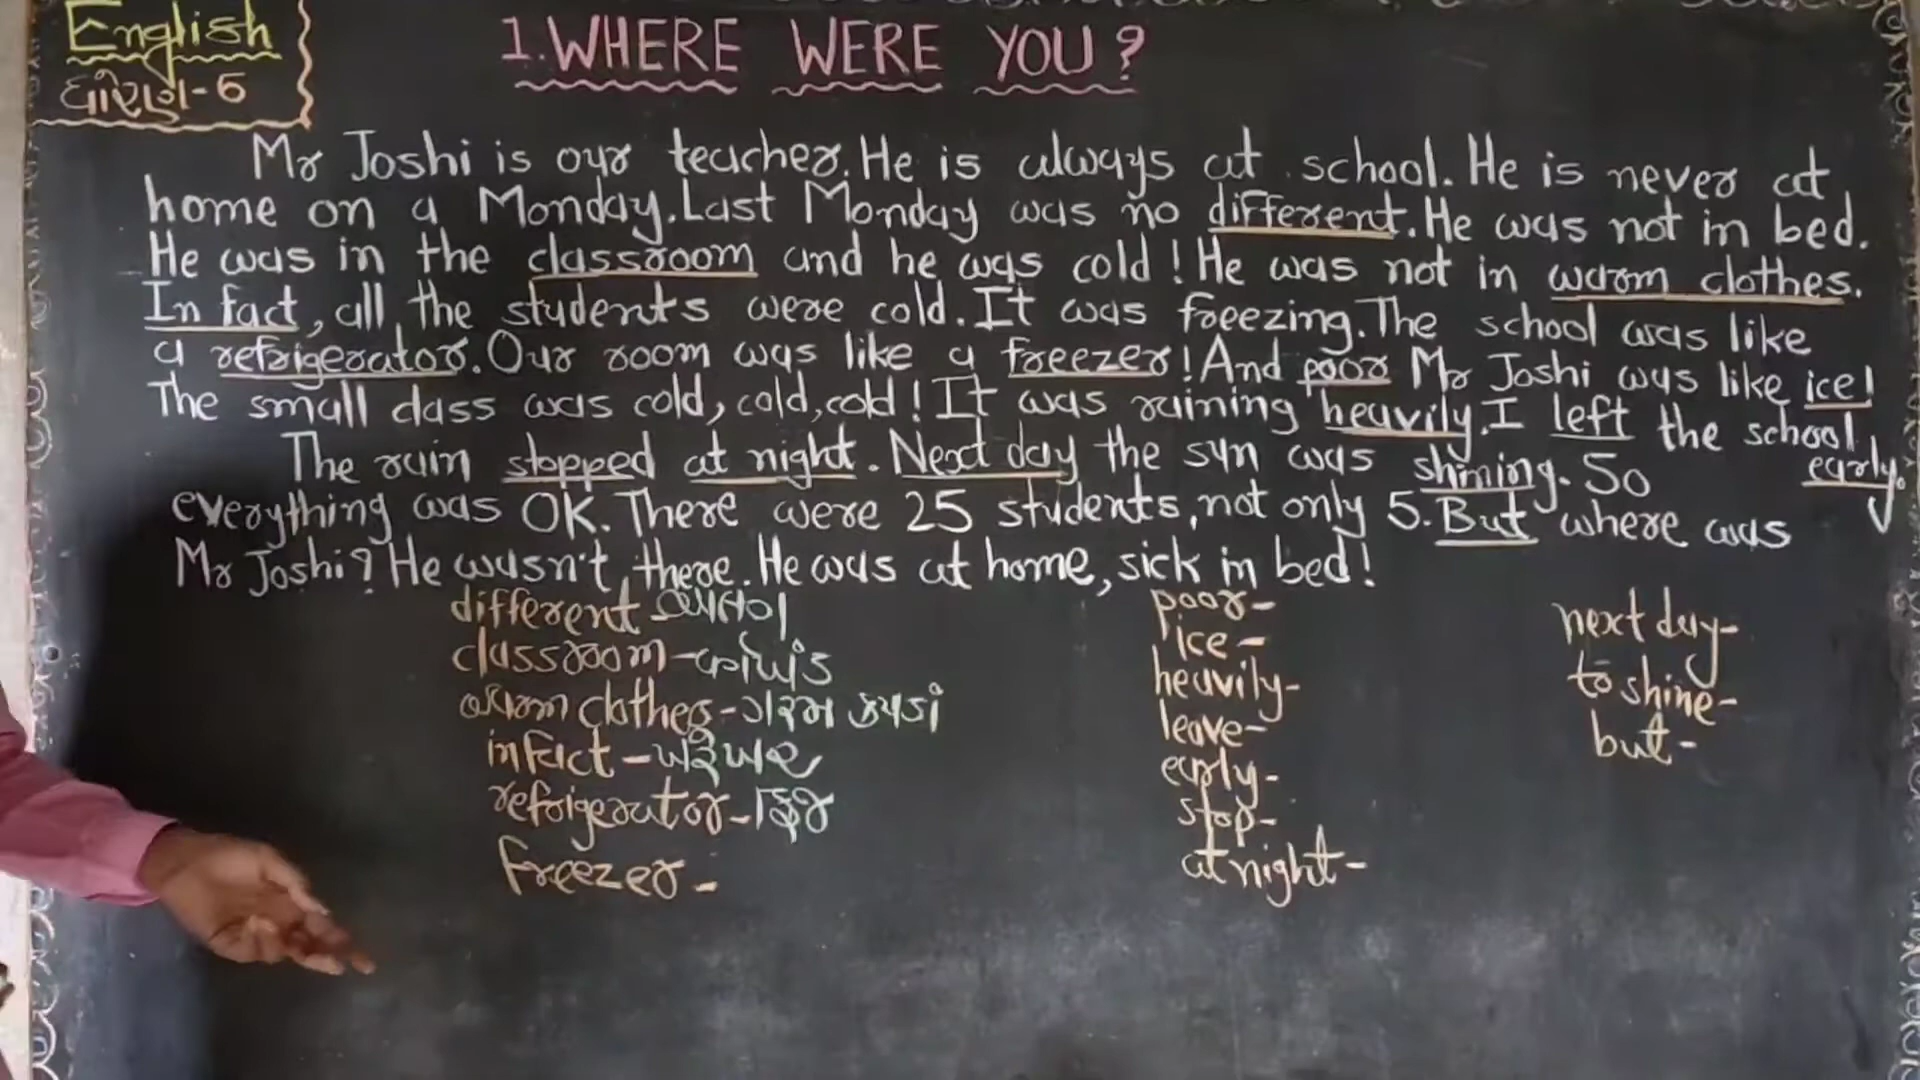 English
ધોરણ-6
1. WHERE WERE YOU?
Mr Joshi is our teacher. He is always at school. He is never at
home on a Monday. Last Monday was no different. He was not in bed.
He was in the classroom and he was cold! He was not in warm clothes.
In fact, all the students were cold. It was freezing. The school was like
a refrigerator. Our room was like a freezer! And poor Mr Joshi was like ice!
The small class was cold, cold, cold! It was raining heavily. I left the school
early.
The rain stopped at night. Next day the sun was shining. So
everything was OK. There were 25 students, not only 5. But where was
Mr Joshi? He wasn't there. He was at home, sick in bed!
different -
classroom -
warm clothes - ગરમ કપડાં
in fact - ખરેખર
refrigerator - ફ્રિજ
freezer -
poor -
ice -
heavily -
leave -
early -
stop -
at night -
next day -
to shine -
but -